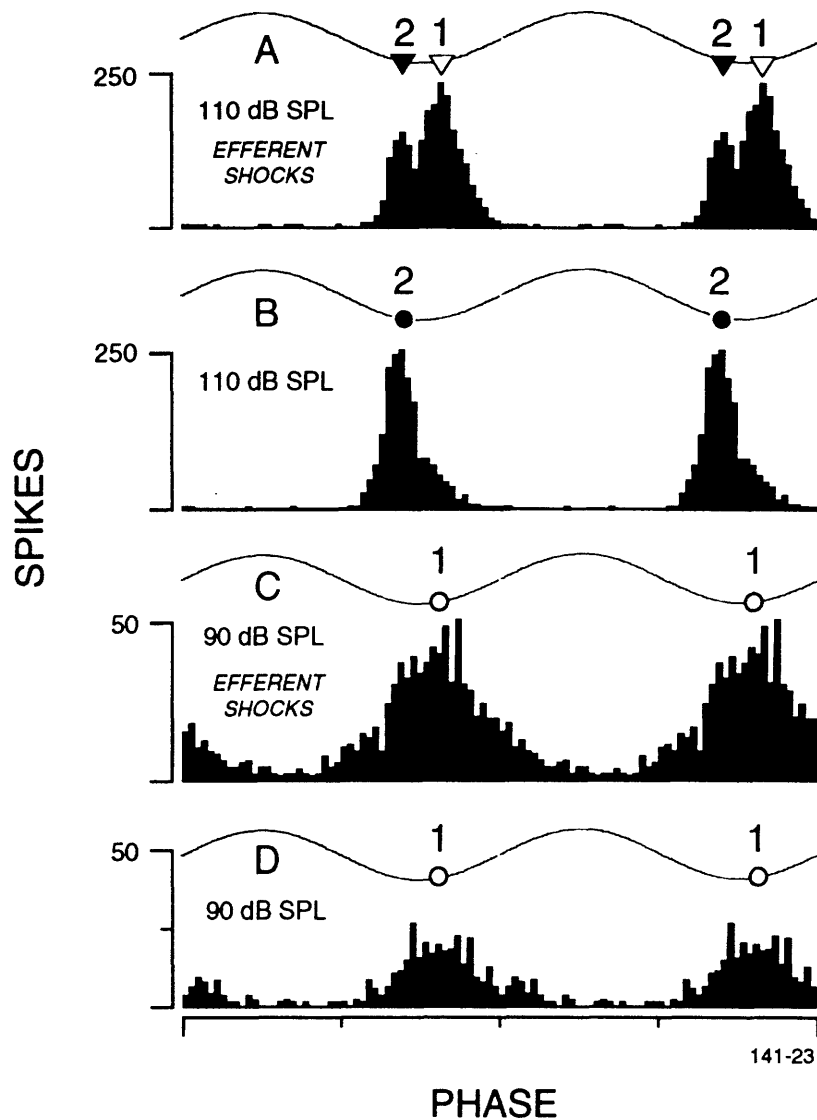 2 1 2 1
A
250
110 dB SPL
EFFERENT
SHOCKS
2 2
B
250
110 dB SPL
SPIKES
1 1
C
50
90 dB SPL
EFFERENT
SHOCKS
1 1
50
D
90 dB SPL
141-23
PHASE